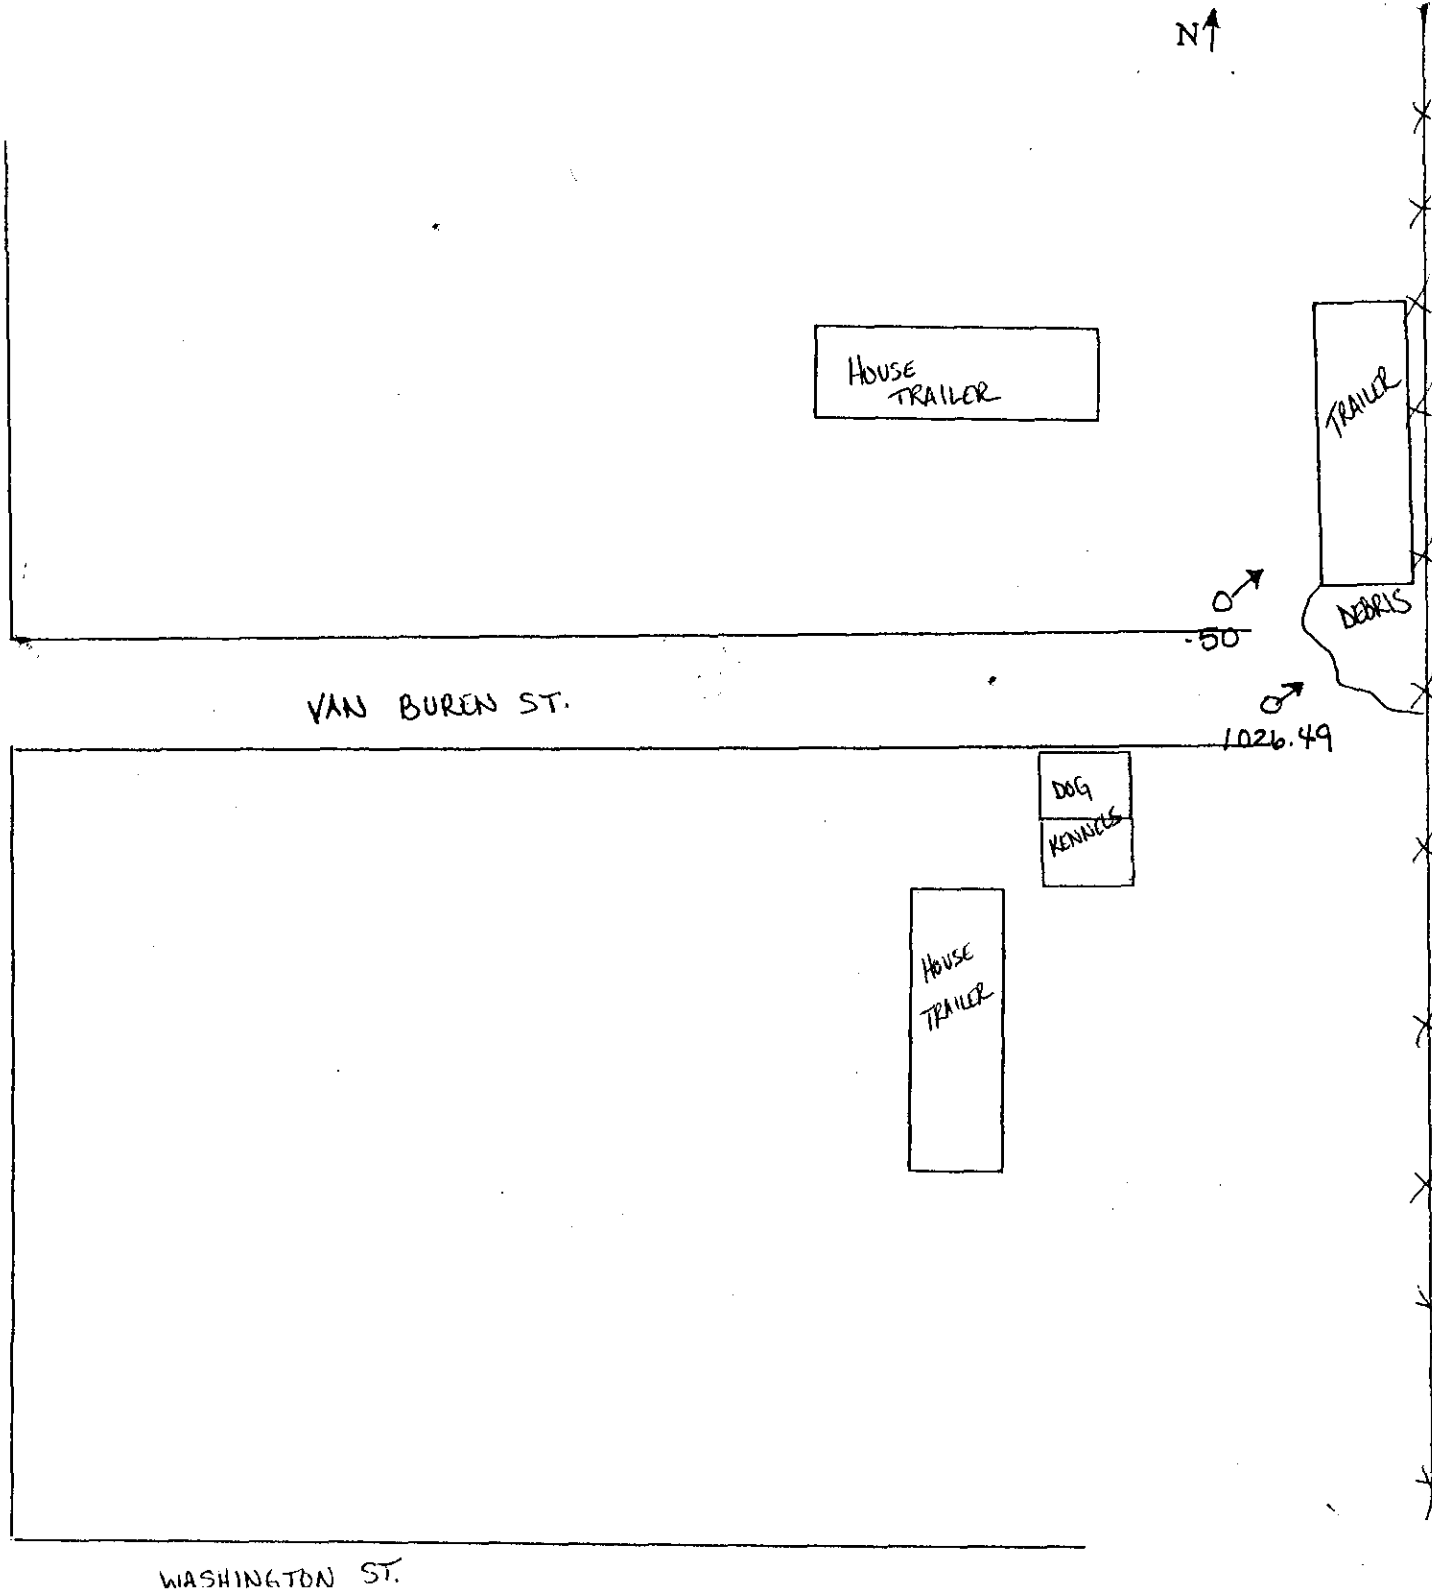 N
HOUSE
TRAILER
TRAILER
DEBRIS
.50
VAN BUREN ST.
1026.49
DOG
KENNELS
HOUSE
TRAILER
WASHINGTON ST.